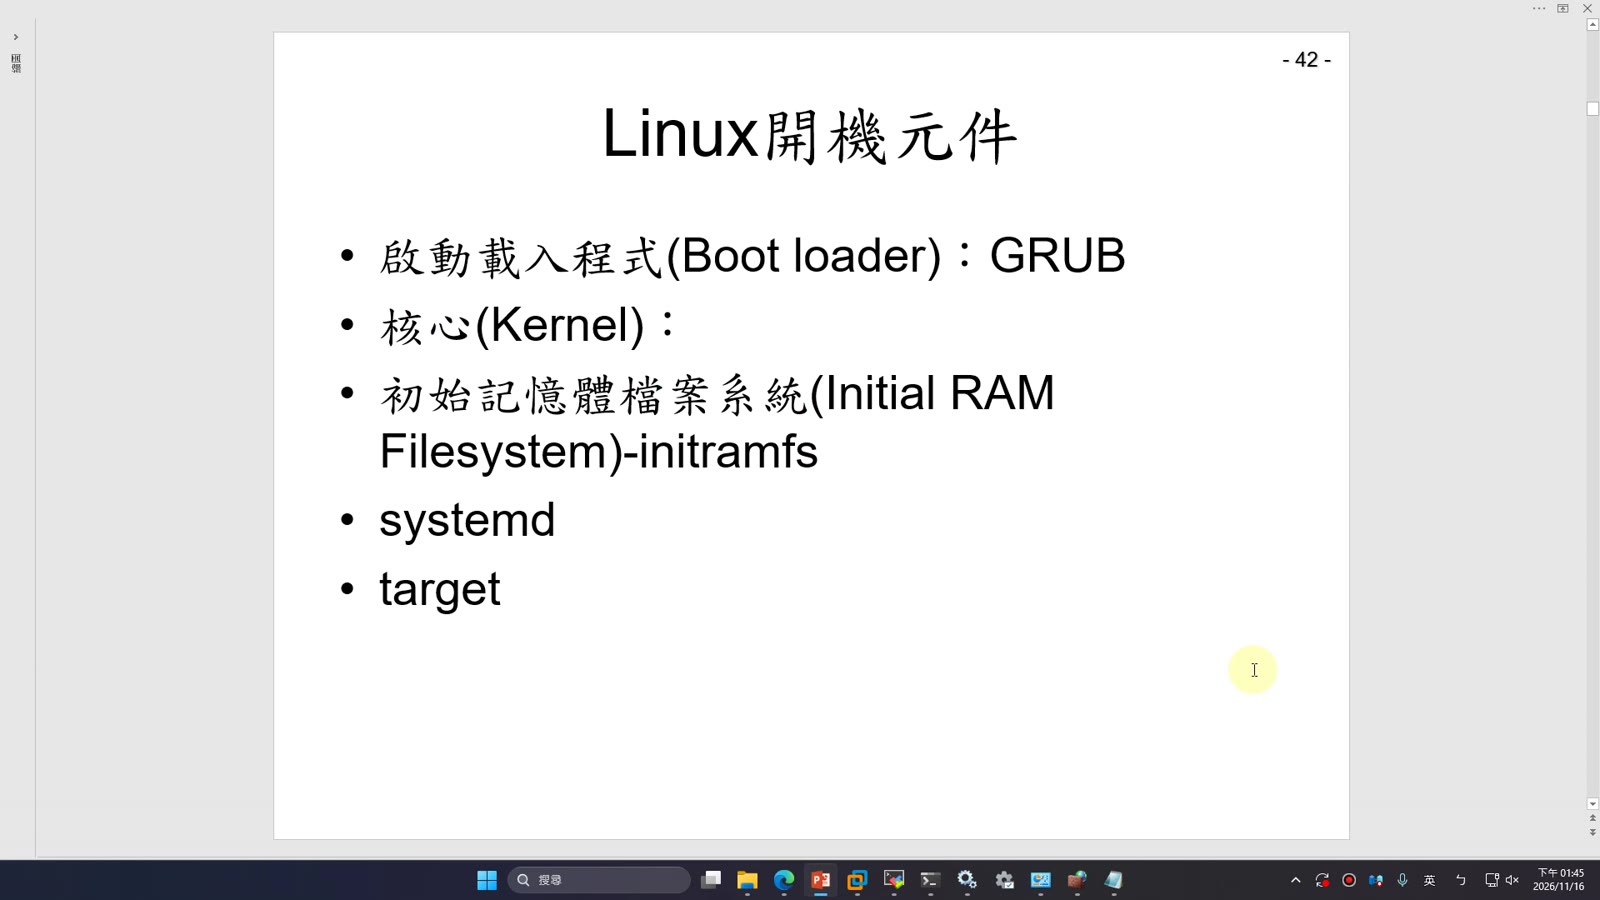 - 42 -
Linux開機元件
• 啟動載入程式(Boot loader)：GRUB
• 核心(Kernel)：
• 初始記憶體檔案系統(Initial RAM
Filesystem)-initramfs
• systemd
• target
搜尋
英
ㄅ
下午 01:45
2026/11/16